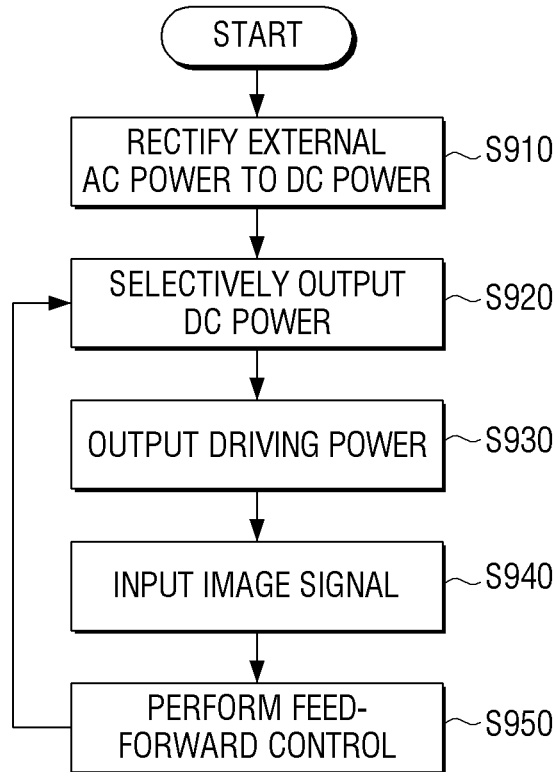 START
RECTIFY EXTERNAL
AC POWER TO DC POWER
S910
SELECTIVELY OUTPUT
DC POWER
S920
OUTPUT DRIVING POWER
S930
INPUT IMAGE SIGNAL
S940
PERFORM FEED-
FORWARD CONTROL
S950